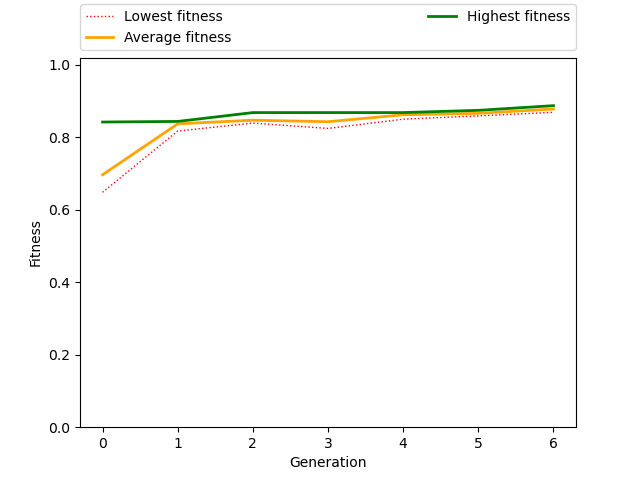 Lowest fitness
Average fitness
Highest fitness
1.0
0.8
0.6
0.4
0.2
0.0
Fitness
0 1 2 3 4 5 6
Generation